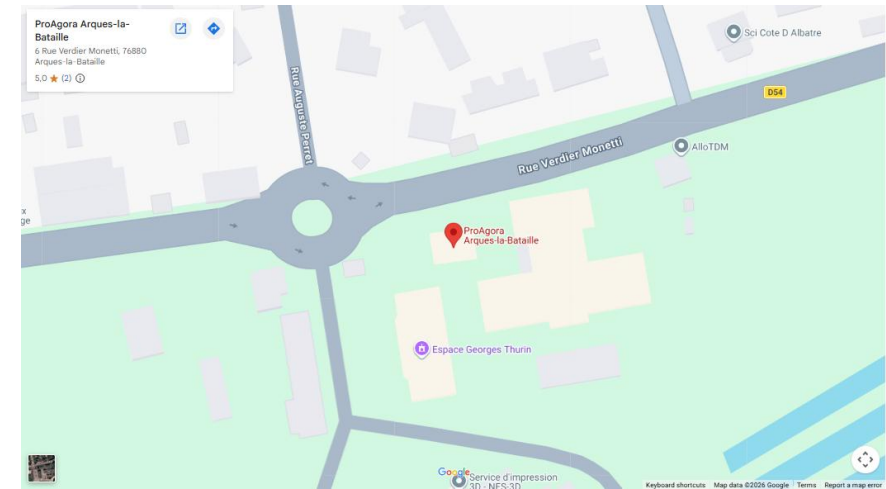 ProAgora Arques-la-
Bataille
6 Rue Verdier Monetti, 76880
Arques-la-Bataille
5,0 ★ (2)
Sci Cote D Albatre
D54
Rue Auguste Perret
Rue Verdier Monetti
AlloTDM
x
ge
ProAgora
Arques-la-Bataille
Espace Georges Thurin
Google
Service d'impression
3D - NFS-3D
Keyboard shortcuts Map data ©2026 Google Terms Report a map error